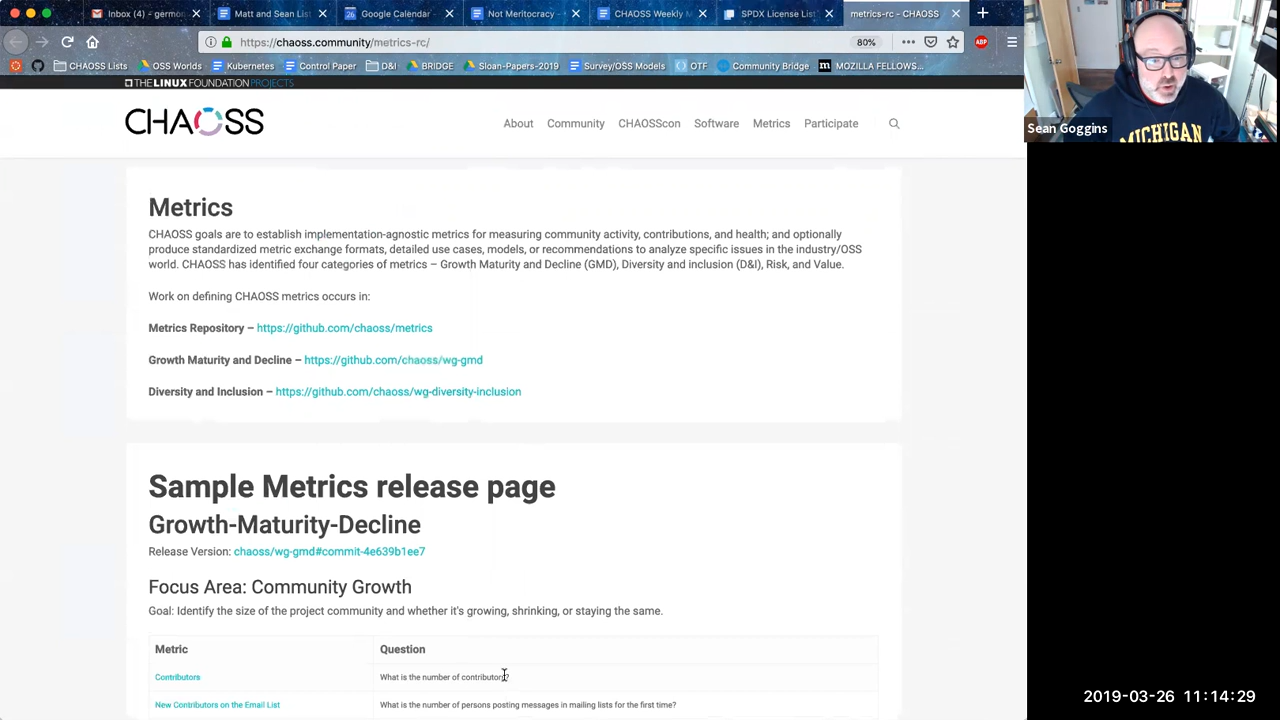 Inbox (4) – germon
Matt and Sean List
26 Google Calendar
Not Meritocracy -
CHAOSS Weekly M
SPDX License List
metrics-rc – CHAOSS
https://chaoss.community/metrics-rc/
80%
ABP
CHAOSS Lists
OSS Worlds
Kubernetes
Control Paper
D&I
BRIDGE
Sloan-Papers-2019
Survey/OSS Models
OTF
Community Bridge
m MOZILLA FELLOWS...
THE LINUX FOUNDATION PROJECTS
CHAOSS
About Community CHAOSScon Software Metrics Participate
Metrics
CHAOSS goals are to establish implementation-agnostic metrics for measuring community activity, contributions, and health; and optionally
produce standardized metric exchange formats, detailed use cases, models, or recommendations to analyze specific issues in the industry/OSS
world. CHAOSS has identified four categories of metrics – Growth Maturity and Decline (GMD), Diversity and inclusion (D&I), Risk, and Value.
Work on defining CHAOSS metrics occurs in:
Metrics Repository – https://github.com/chaoss/metrics
Growth Maturity and Decline – https://github.com/chaoss/wg-gmd
Diversity and Inclusion – https://github.com/chaoss/wg-diversity-inclusion
Sample Metrics release page
Growth-Maturity-Decline
Release Version: chaoss/wg-gmd#commit-4e639b1ee7
Focus Area: Community Growth
Goal: Identify the size of the project community and whether it's growing, shrinking, or staying the same.
Metric Question
Contributors What is the number of contributors?
New Contributors on the Email List What is the number of persons posting messages in mailing lists for the first time?
MICHIGAN
Sean Goggins
2019-03-26 11:14:29